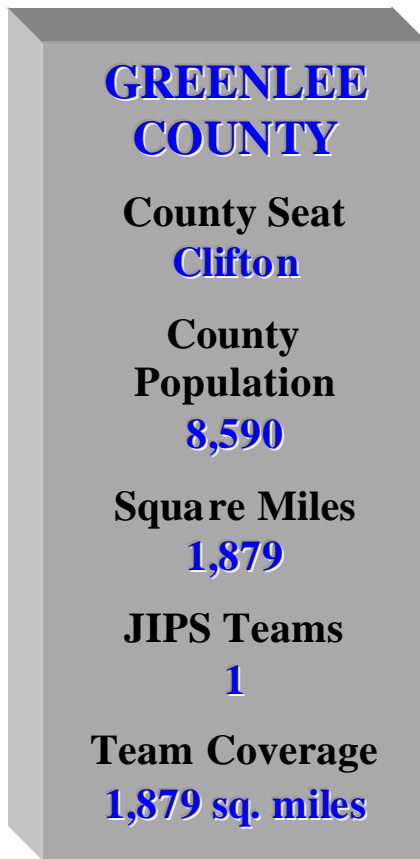 GREENLEE
COUNTY
County Seat
Clifton
County
Population
8,590
Square Miles
1,879
JIPS Teams
1
Team Coverage
1,879 sq. miles